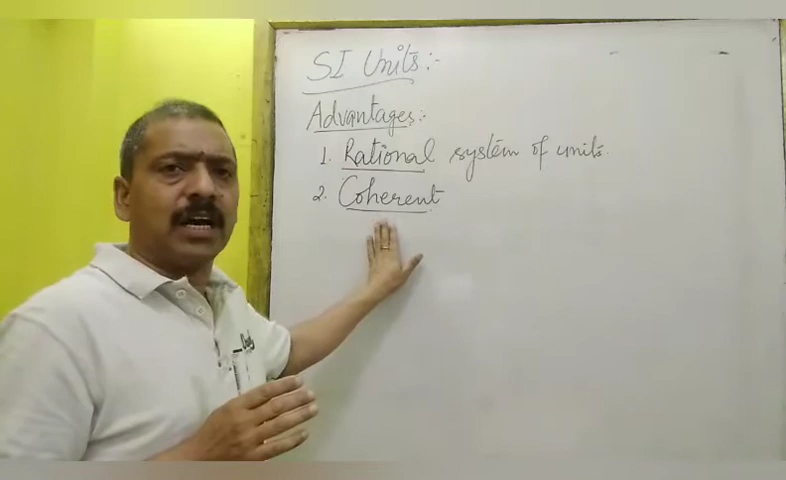 SI Units:-
Advantages:-
1. Rational system of units.
2. Coherent